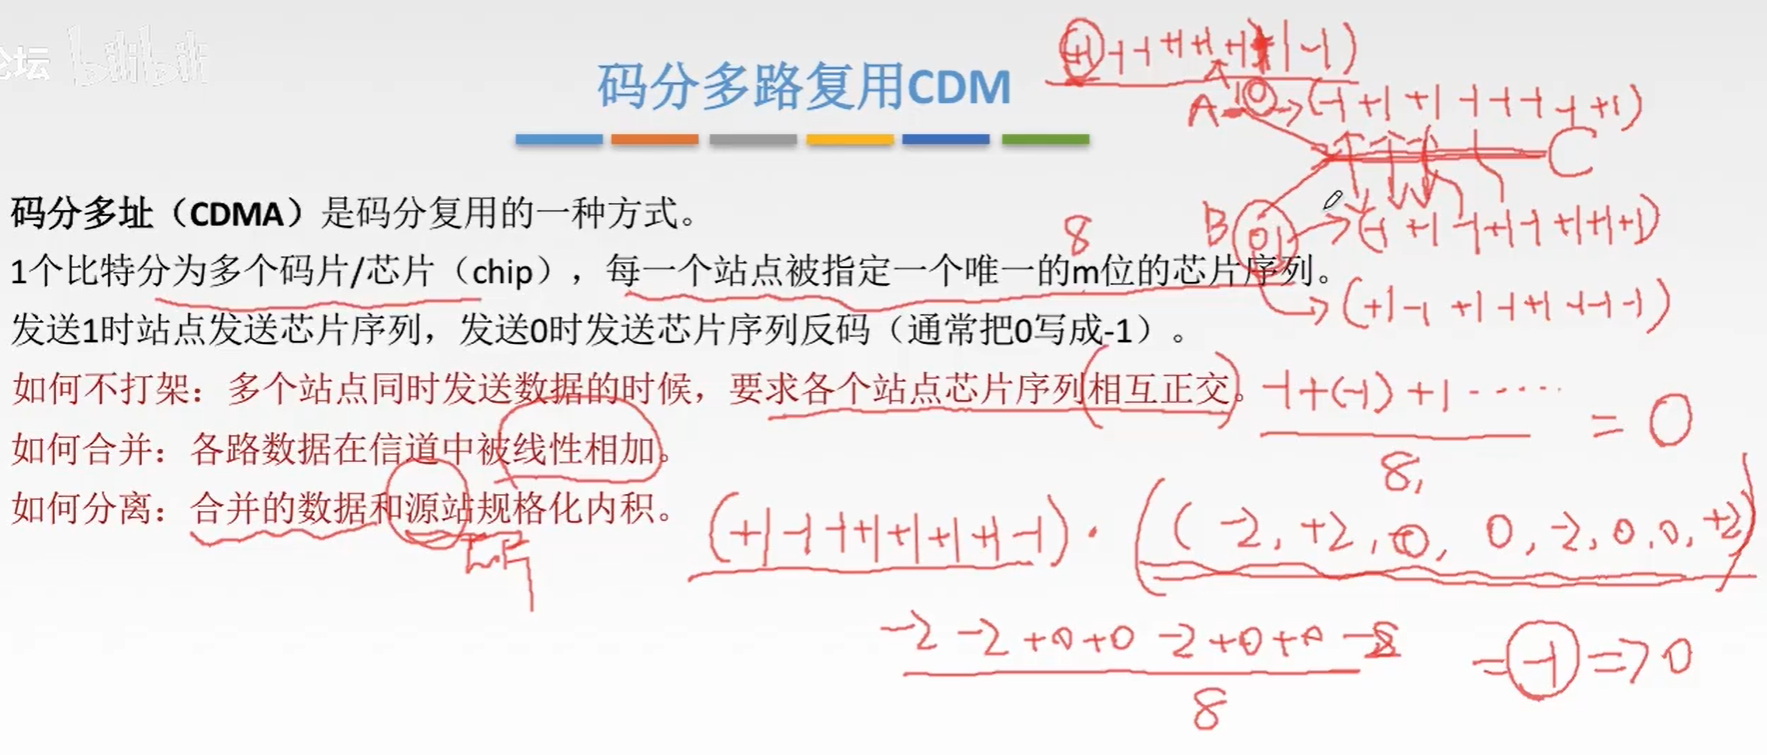 论坛 bilibili
码分多路复用CDM
码分多址（CDMA）是码分复用的一种方式。
1个比特分为多个码片/芯片（chip），每一个站点被指定一个唯一的m位的芯片序列。
8
发送1时站点发送芯片序列，发送0时发送芯片序列反码（通常把0写成-1）。
如何不打架：多个站点同时发送数据的时候，要求各个站点芯片序列相互正交。
如何合并：各路数据在信道中被线性相加。
如何分离：合并的数据和源站规格化内积。
A 10 → (-1 +1 +1 -1 -1 -1 -1 +1)
C
B 01 → (-1 +1 -1 +1 -1 +1 +1 +1)
→ (+1 -1 +1 -1 +1 -1 -1 -1)
-1+(-1)+1······
8
= 0
(+1 -1 -1 +1 +1 +1 +1 -1) · (-2, +2, 0, 0, -2, 0, 0, +2)
-2 -2 +0 +0 -2 +0 +0 -2
8
= -1 => 0